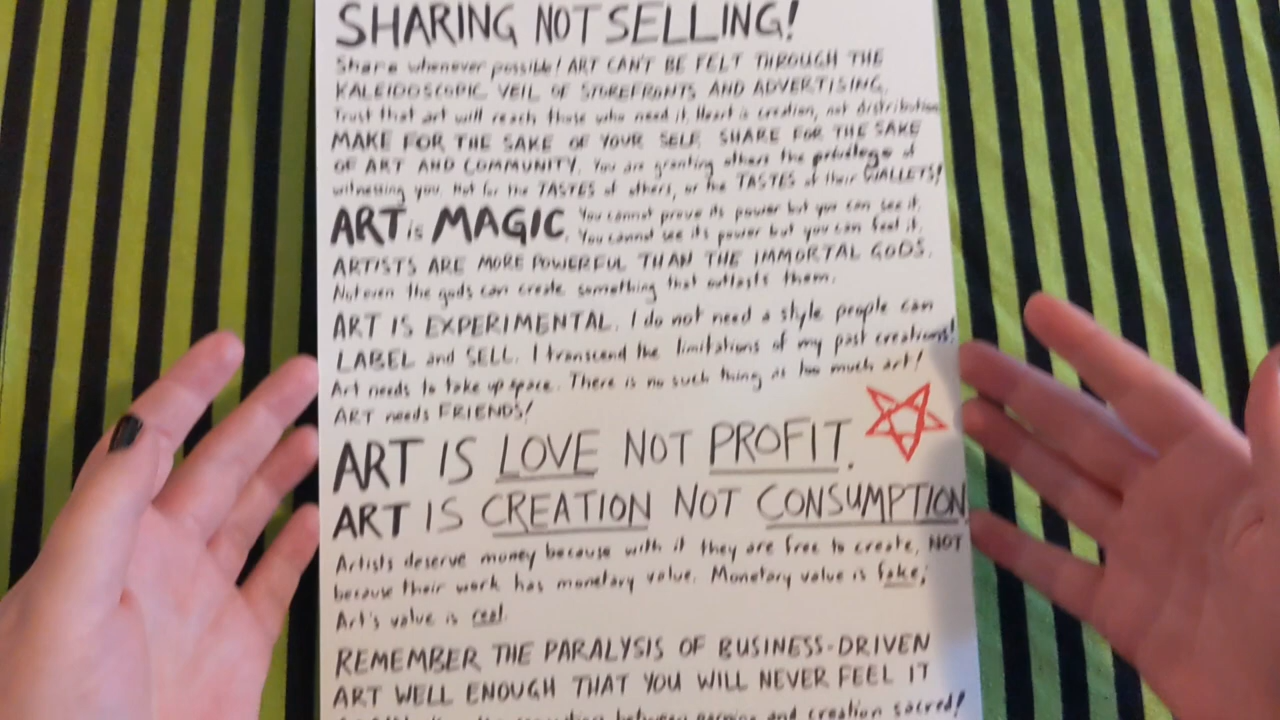 SHARING NOT SELLING!
Share whenever possible! ART CAN'T BE FELT THROUGH THE
KALEIDOSCOPIC VEIL OF STOREFRONTS AND ADVERTISING.
Trust that art will reach those who need it. Heart is creation, not distribution
MAKE FOR THE SAKE OF YOUR SELF, SHARE FOR THE SAKE
OF ART AND COMMUNITY. You are granting others the privilege of
witnessing you. Not for the TASTES of others, or the TASTES of their WALLETS!
ART is MAGIC. You cannot prove its power but you can see it.
You cannot see its power but you can feel it.
ARTISTS ARE MORE POWERFUL THAN THE IMMORTAL GODS.
Not even the gods can create something that outlasts them.
ART IS EXPERIMENTAL. I do not need a style people can
LABEL and SELL. I transcend the limitations of my past creations!
Art needs to take up space. There is no such thing as too much art!
ART needs FRIENDS!
ART IS LOVE NOT PROFIT.
ART IS CREATION NOT CONSUMPTION.
Artists deserve money because with it they are free to create, NOT
because their work has monetary value. Monetary value is fake;
Art's value is real.
REMEMBER THE PARALYSIS OF BUSINESS-DRIVEN
ART WELL ENOUGH THAT YOU WILL NEVER FEEL IT
the separation between earning and creation sacred!